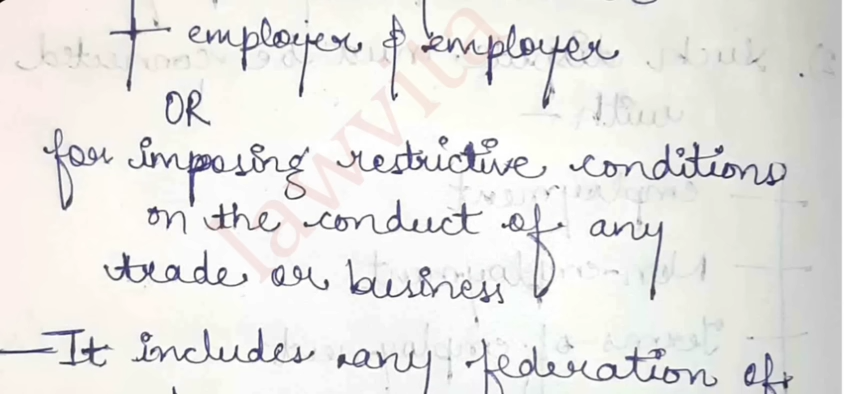 employer & employer
OR
for imposing restrictive conditions
on the conduct of any
trade or business
— It includes any federation of
lawvita